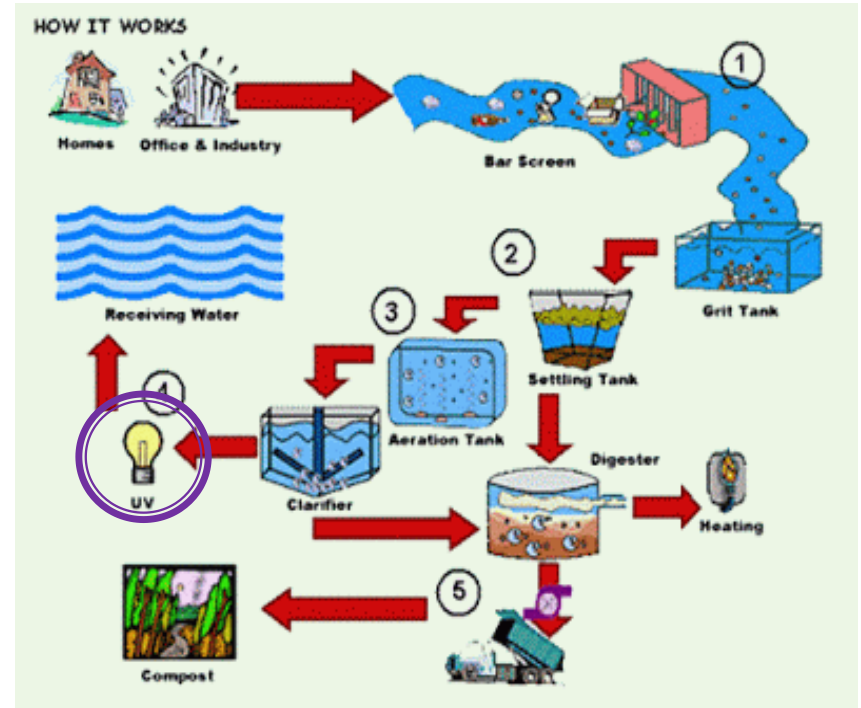 HOW IT WORKS
1
Homes
Office & Industry
Bar Screen
2
Receiving Water
3
Grit Tank
Settling Tank
4
Aeration Tank
Digester
UV
Clarifier
Heating
5
Compost